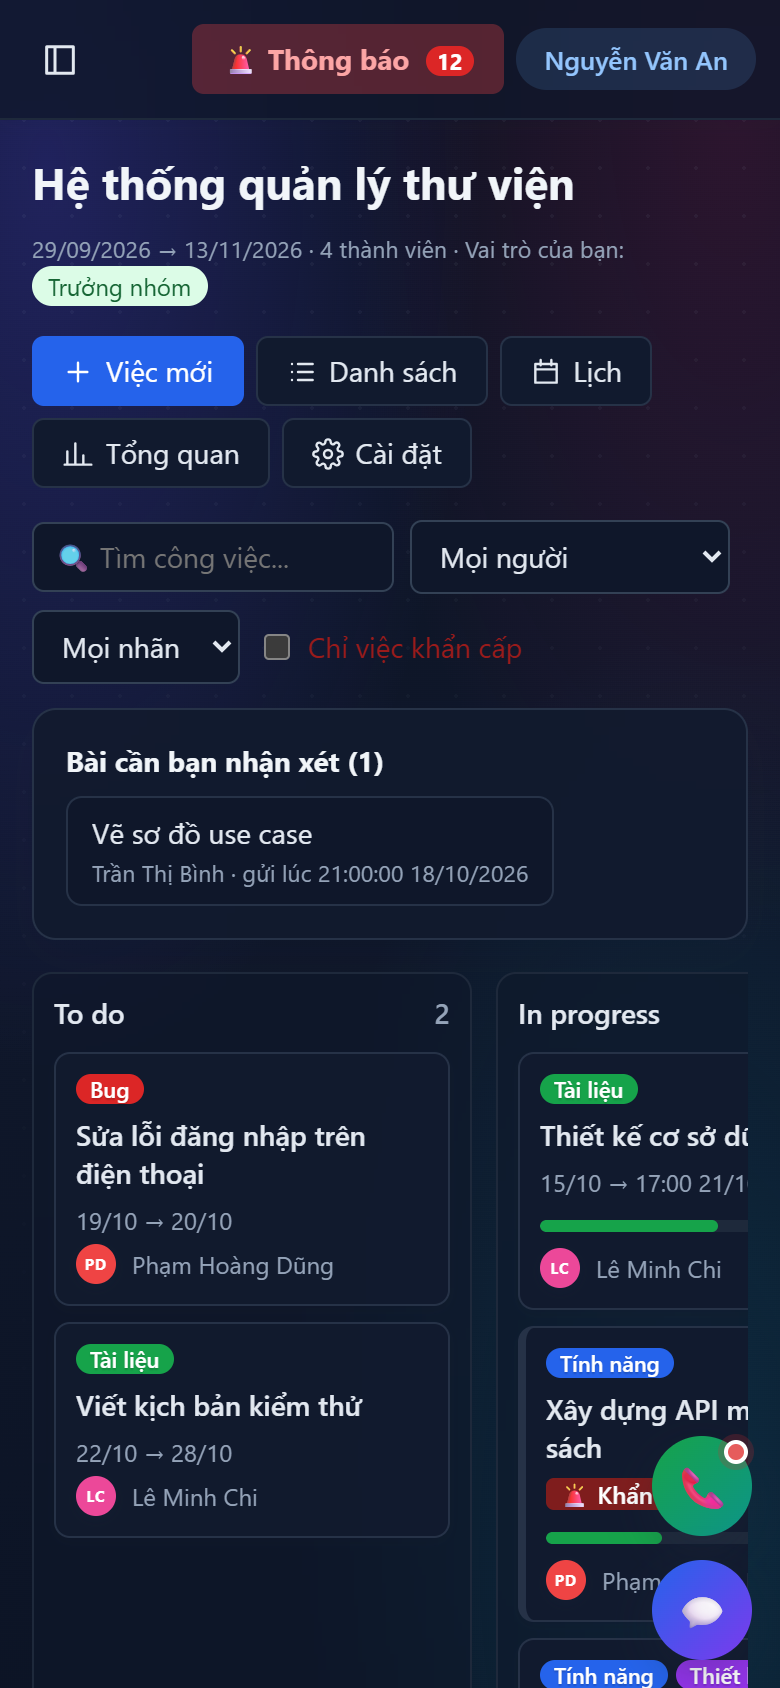 Thông báo 12
Nguyễn Văn An
Hệ thống quản lý thư viện
29/09/2026 → 13/11/2026 · 4 thành viên · Vai trò của bạn:
Trưởng nhóm
Việc mới
Danh sách
Lịch
Tổng quan
Cài đặt
Tìm công việc...
Mọi người
Mọi nhãn
Chỉ việc khẩn cấp
Bài cần bạn nhận xét (1)
Vẽ sơ đồ use case
Trần Thị Bình · gửi lúc 21:00:00 18/10/2026
To do 2
Bug
Sửa lỗi đăng nhập trên
điện thoại
19/10 → 20/10
PD Phạm Hoàng Dũng
Tài liệu
Viết kịch bản kiểm thử
22/10 → 28/10
LC Lê Minh Chi
In progress
Tài liệu
Thiết kế cơ sở
15/10 → 17:00
LC Lê Minh Chi
Tính năng
Xây dựng API
sách
Khẩn
PD Phạm
Tính năng
Thiết